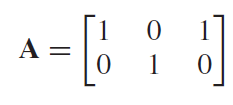 A = [1 0 1
0 1 0]